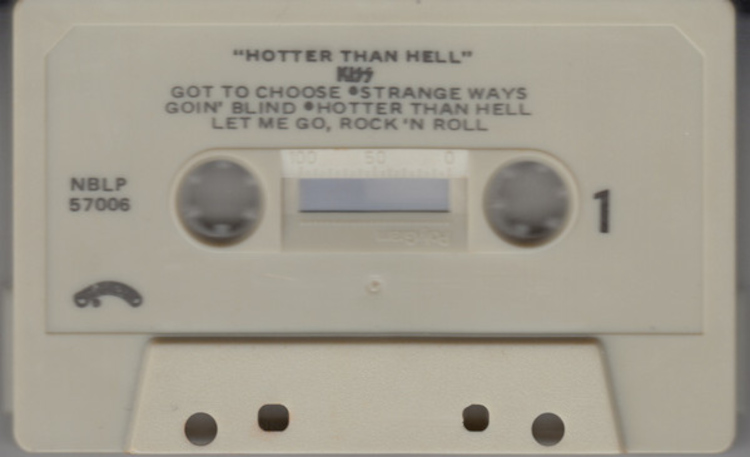 "HOTTER THAN HELL"
KISS
GOT TO CHOOSE •STRANGE WAYS
GOIN' BLIND •HOTTER THAN HELL
LET ME GO, ROCK 'N ROLL
100 50 0
NBLP
57006
1